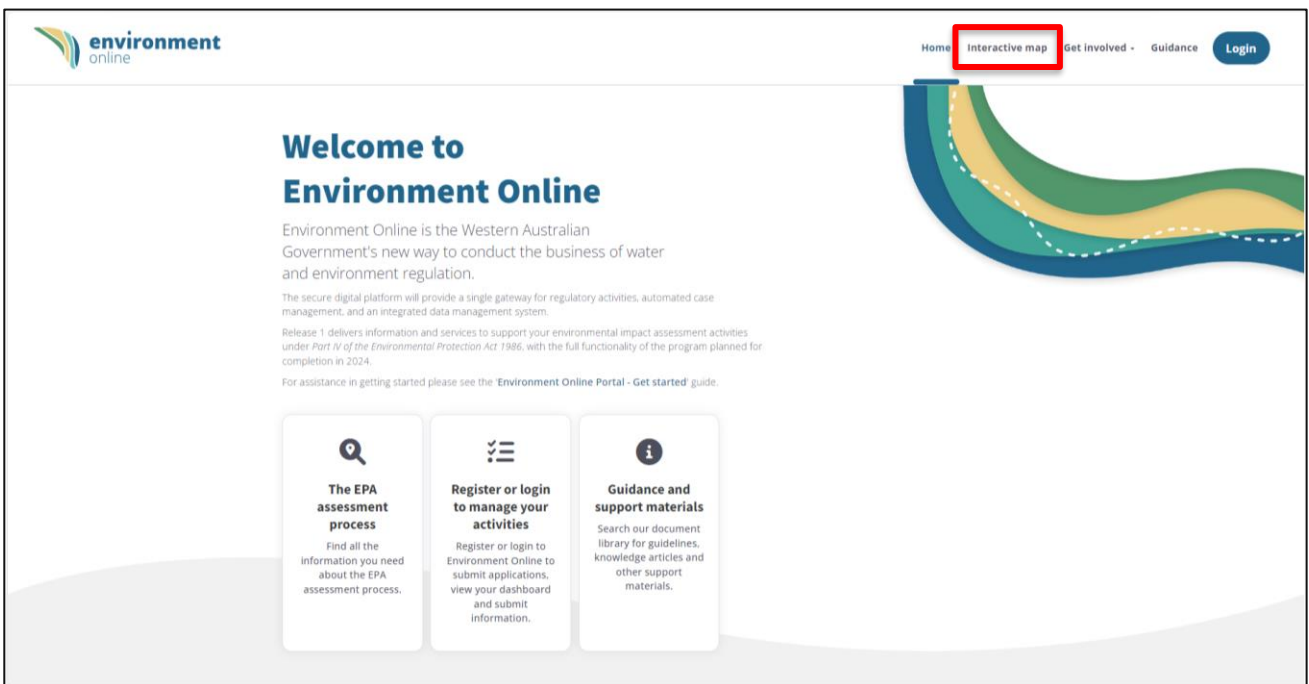 environment
online
Home Interactive map Get involved - Guidance Login
Welcome to
Environment Online
Environment Online is the Western Australian
Government's new way to conduct the business of water
and environment regulation.
The secure digital platform will provide a single gateway for regulatory activities, automated case
management, and an integrated data management system.
Release 1 delivers information and services to support your environmental impact assessment activities
under Part IV of the Environmental Protection Act 1986, with the full functionality of the program planned for
completion in 2024.
For assistance in getting started please see the 'Environment Online Portal - Get started' guide.
The EPA
assessment
process
Find all the
information you need
about the EPA
assessment process.
Register or login
to manage your
activities
Register or login to
Environment Online to
submit applications,
view your dashboard
and submit
information.
Guidance and
support materials
Search our document
library for guidelines,
knowledge articles and
other support
materials.